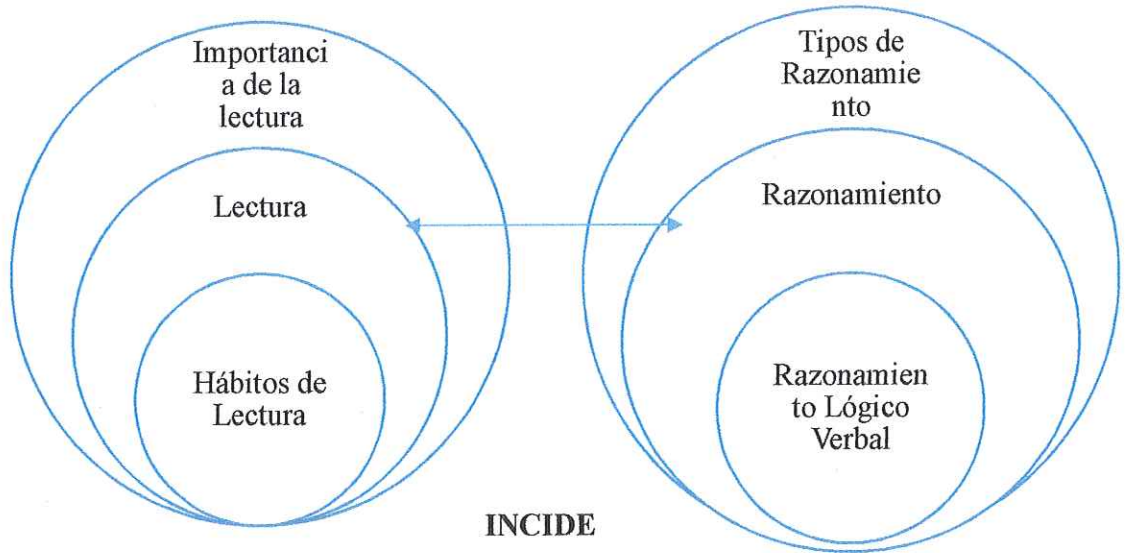 Importanci
a de la
lectura
Lectura
Hábitos de
Lectura
Tipos de
Razonamie
nto
Razonamiento
Razonamien
to Lógico
Verbal
INCIDE